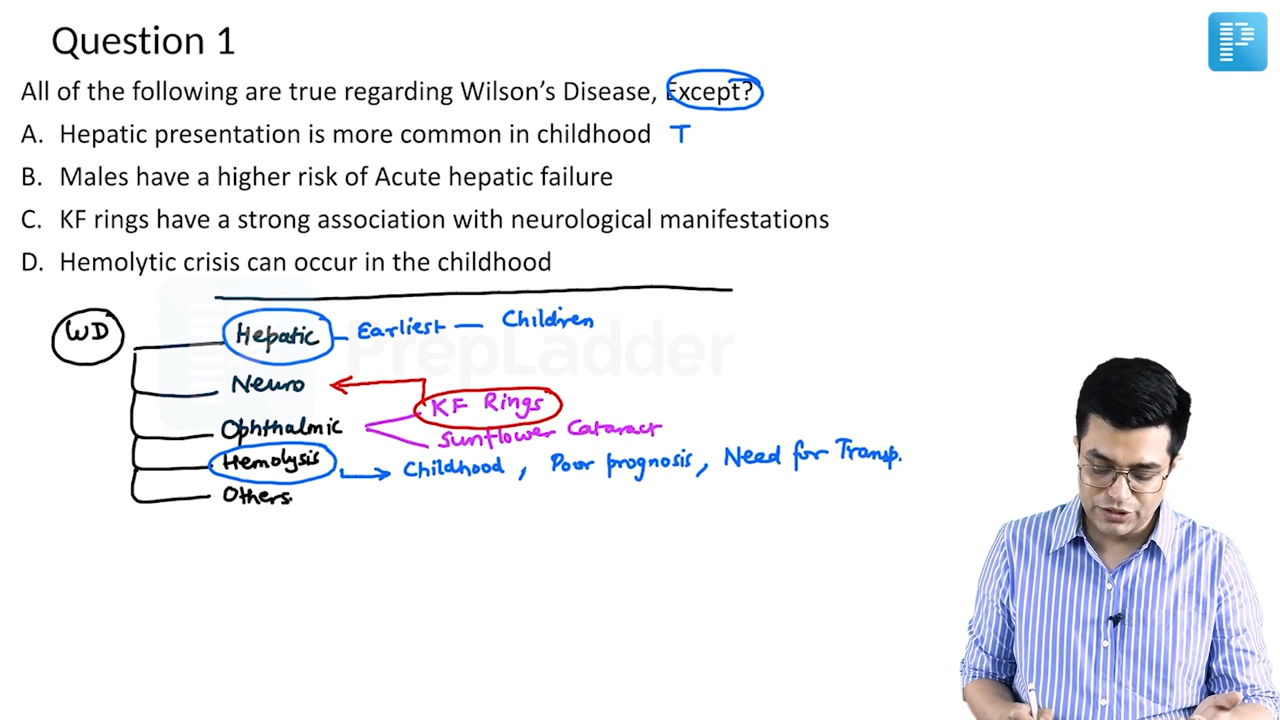 Question 1
All of the following are true regarding Wilson's Disease, Except?
A. Hepatic presentation is more common in childhood T
B. Males have a higher risk of Acute hepatic failure
C. KF rings have a strong association with neurological manifestations
D. Hemolytic crisis can occur in the childhood
WD
Hepatic - Earliest — Children
PrepLadder
Neuro
KF Rings
Ophthalmic
Sunflower Cataract
Hemolysis → Childhood, Poor prognosis, Need for Transp.
Others.